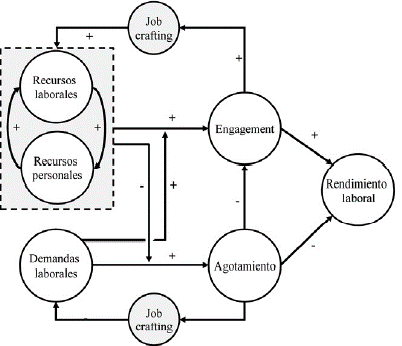 Job
crafting
+
+
+
Recursos
laborales
+
+
Recursos
personales
+
Engagement
+
-
+
Rendimiento
laboral
-
-
Demandas
laborales
+
Agotamiento
-
Job
crafting